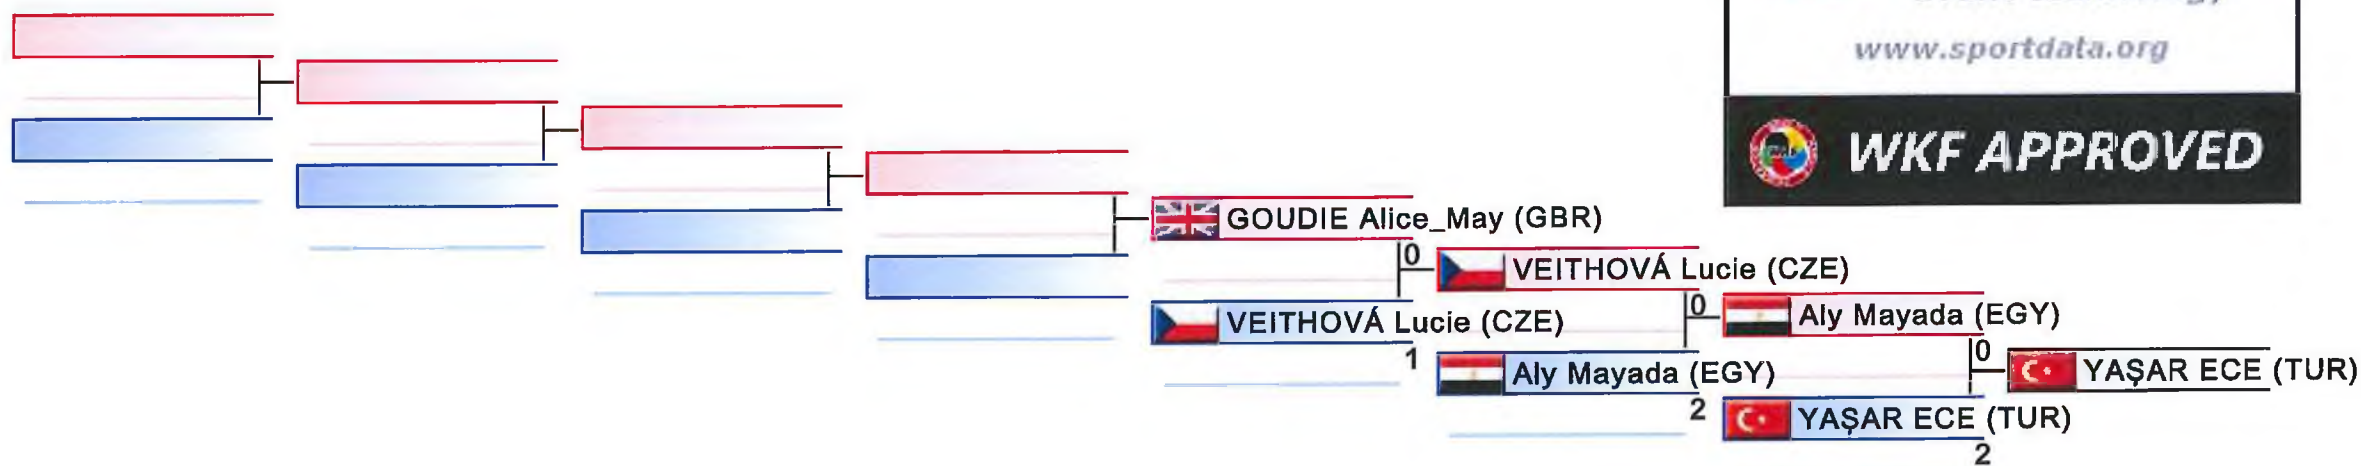 www.sportdata.org
WKF APPROVED
GOUDIE Alice_May (GBR)
0
VEITHOVÁ Lucie (CZE)
0
VEITHOVÁ Lucie (CZE)
1
Aly Mayada (EGY)
0
Aly Mayada (EGY)
2
YAŞAR ECE (TUR)
YAŞAR ECE (TUR)
2